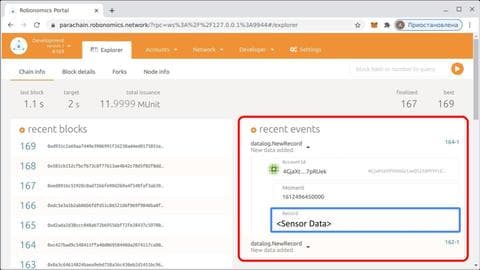 Robonomics Portal
parachain.robonomics.network/?rpc=ws%3A%2F%2F127.0.0.1%3A9944#/explorer
Приостановлена
Development
Explorer
Accounts
Network
Developer
Settings
Chain info
Block details
Forks
Node info
block hash or number to query
last block
target
total issuance
finalized
best
1.1 s
2 s
11.9999 MUnit
167
169
recent blocks
169
168
167
166
165
164
163
recent events
datalog.NewRecord
164-1
New data added.
AccountId
4GjaXt...7pRUek
Moment
1612496450000
Record
<Sensor Data>
datalog.NewRecord
162-1
New data added.